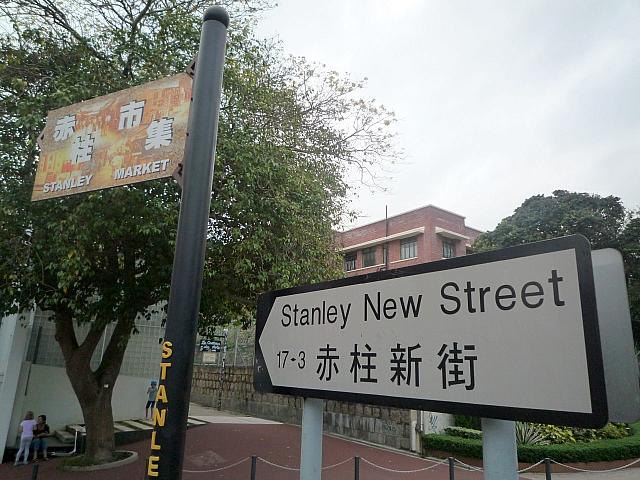 赤柱市集
STANLEY MARKET
STANLE
Stanley New Street
17-3 赤柱新街